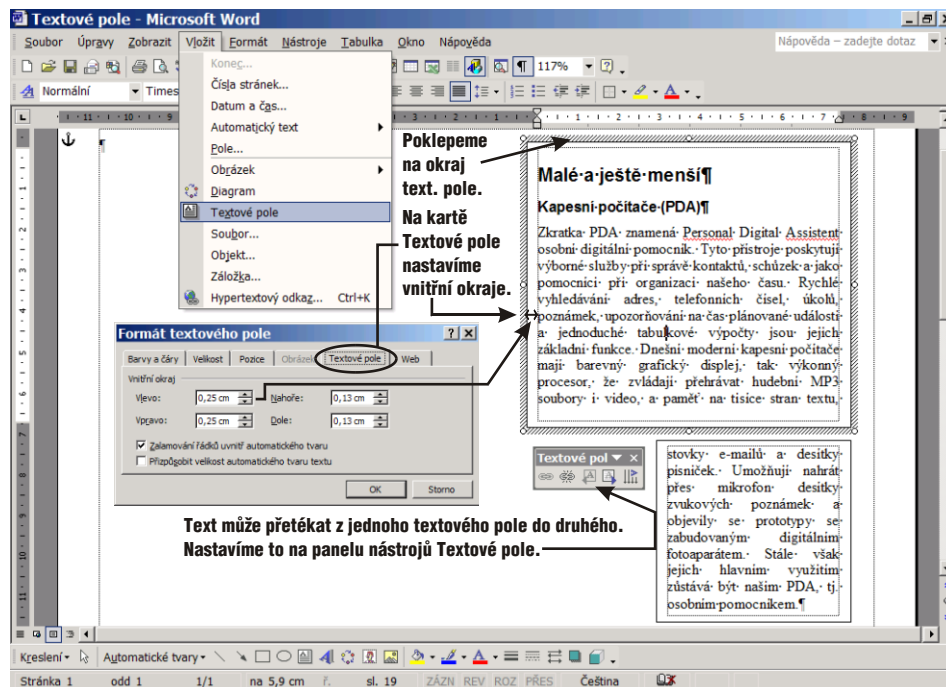 Textové pole - Microsoft Word
Soubor Úpravy Zobrazit Vložit Formát Nástroje Tabulka Okno Nápověda
Nápověda – zadejte dotaz
117%
Normální Times
Konec...
Čísla stránek...
Datum a čas...
Automatický text
Pole...
Obrázek
Diagram
Textové pole
Soubor...
Objekt...
Záložka...
Hypertextový odkaz... Ctrl+K
Poklepeme
na okraj
text. pole.
Na kartě
Textové pole
nastavíme
vnitřní okraje.
Malé·a·ještě·menší¶
Kapesní·počítače·(PDA)¶
Zkratka· PDA· znamená· Personal· Digital· Assistent·
osobní·digitální·pomocník.· Tyto·přístroje·poskytují·
výborné·služby·při·správě·kontaktů,·schůzek·a·jako·
pomocníci· při· organizaci· našeho· času.· Rychlé·
vyhledávání· adres,· telefonních· čísel,· úkolů,·
poznámek,·upozorňování·na·čas·plánované·události·
a· jednoduché· tabulkové· výpočty· jsou· jejich·
základní·funkce.·Dnešní·moderní·kapesní·počítače·
mají· barevný· grafický· displej,· tak· výkonný·
procesor,· že· zvládají· přehrávat· hudební· MP3·
soubory· i· video,· a· paměť· na· tisíce· stran· textu,·
Formát textového pole
Barvy a čáry Velikost Pozice Obrázek Textové pole Web
Vnitřní okraj
Vlevo: 0,25 cm Nahoře: 0,13 cm
Vpravo: 0,25 cm Dole: 0,13 cm
Zalamování řádků uvnitř automatického tvaru
Přizpůsobit velikost automatického tvaru textu
OK Storno
Textové pol
stovky· e-mailů· a· desítky·
písniček.· Umožňují· nahrát·
přes· mikrofon· desítky·
zvukových· poznámek· a·
objevily· se· prototypy· se·
zabudovaným· digitálním·
fotoaparátem.· Stále· však·
jejich· hlavním· využitím·
zůstává· být· naším· PDA,· tj.·
osobním·pomocníkem.¶
Text může přetékat z jednoho textového pole do druhého.
Nastavíme to na panelu nástrojů Textové pole.
Kreslení Automatické tvary
Stránka 1 odd 1 1/1 na 5,9 cm ř. sl. 19 ZÁZN REV ROZ PŘES Čeština